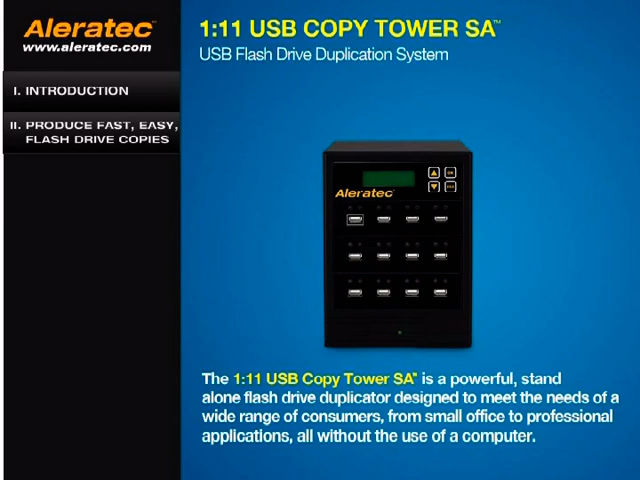 Aleratec™
www.aleratec.com
I. INTRODUCTION
II. PRODUCE FAST, EASY,
FLASH DRIVE COPIES
1:11 USB COPY TOWER SA™
USB Flash Drive Duplication System
Aleratec
The 1:11 USB Copy Tower SA™ is a powerful, stand
alone flash drive duplicator designed to meet the needs of a
wide range of consumers, from small office to professional
applications, all without the use of a computer.